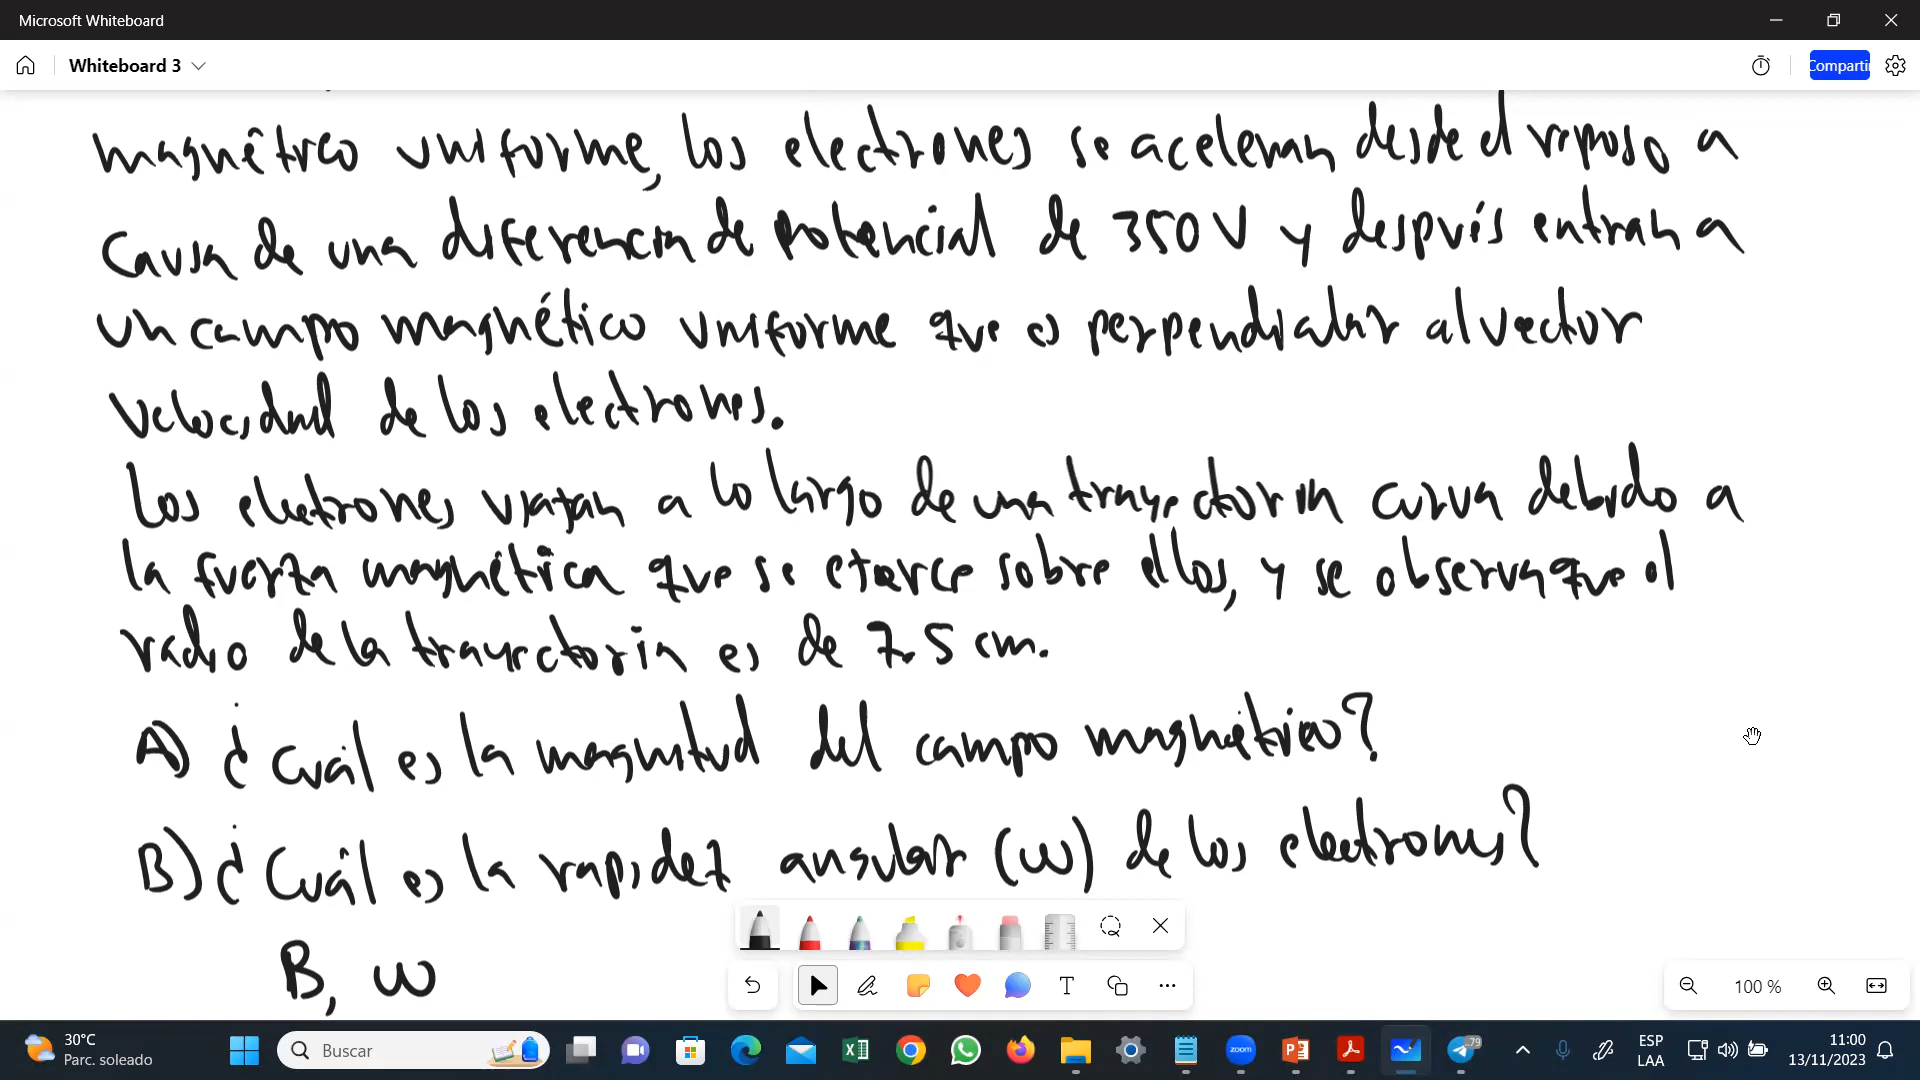 Microsoft Whiteboard
Whiteboard 3
Comparti
magnético uniforme, los electrones se aceleran desde el reposo a
causa de una diferencia de potencial de 350 V y después entran a
un campo magnético uniforme que es perpendicular al vector
velocidad de los electrones.
Los electrones viajan a lo largo de una trayectoria curva debido a
la fuerza magnética que se ejerce sobre ellos, y se observa que el
radio de la trayectoria es de 7.5 cm.
A) ¿Cuál es la magnitud del campo magnético?
B) ¿Cuál es la rapidez angular (ω) de los electrones?
B, ω
100 %
30°C
Parc. soleado
Buscar
zoom
79
ESP
LAA
11:00
13/11/2023